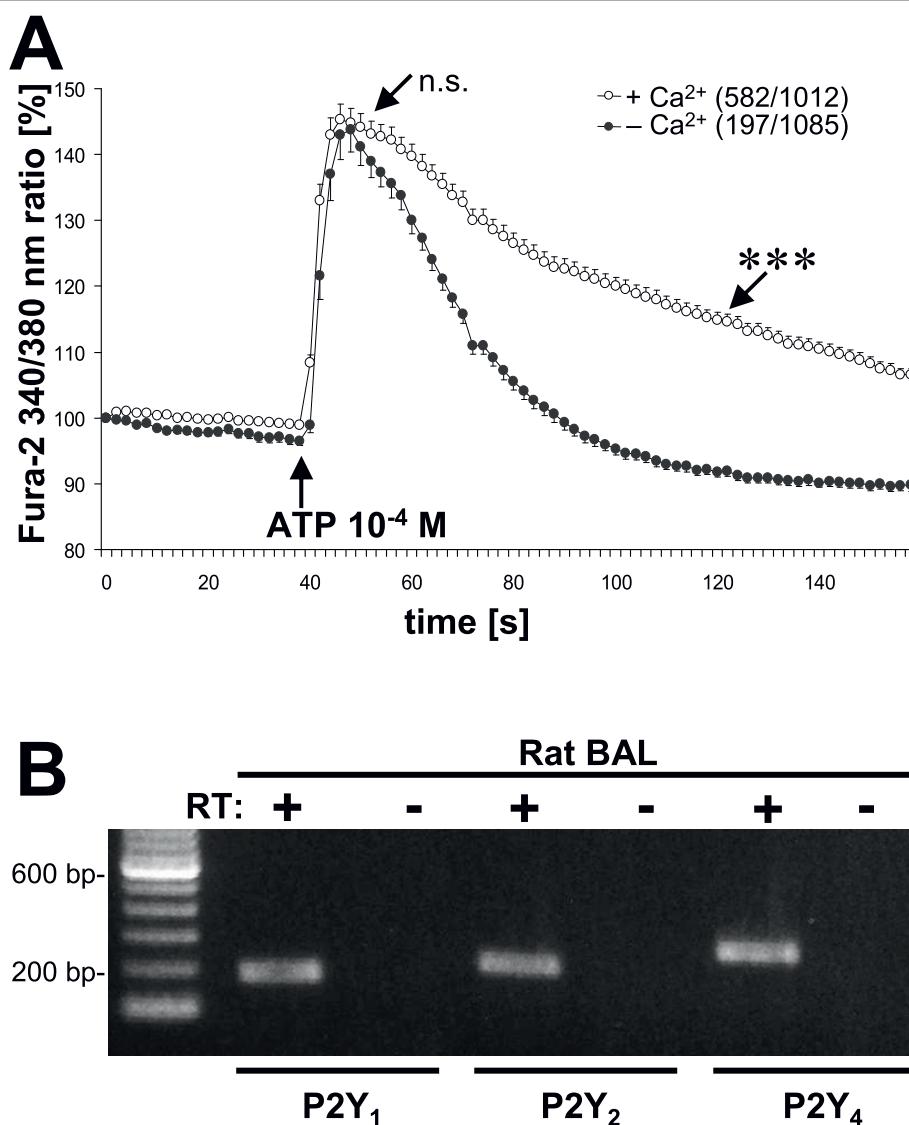 A
Fura-2 340/380 nm ratio [%]
150
140
130
120
110
100
90
80
n.s.
+ Ca²⁺ (582/1012)
– Ca²⁺ (197/1085)
***
ATP 10⁻⁴ M
0 20 40 60 80 100 120 140
time [s]
B
Rat BAL
RT: + - + - + -
600 bp-
200 bp-
P2Y₁ P2Y₂ P2Y₄